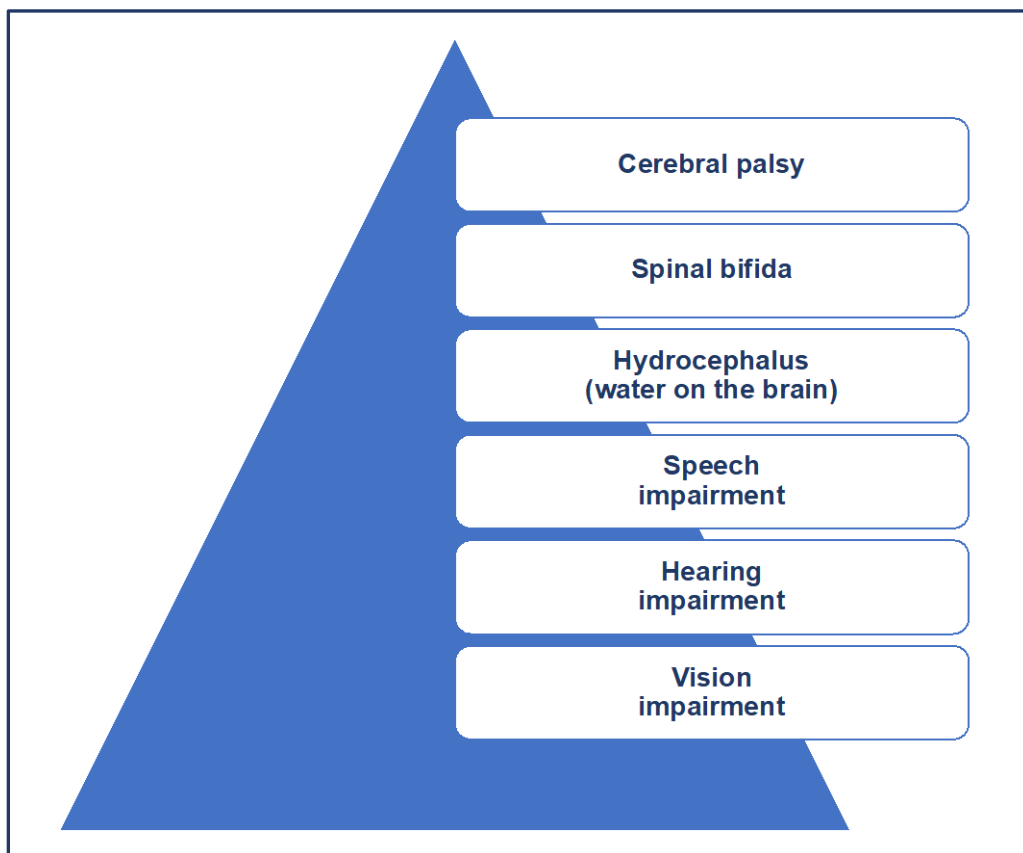 Cerebral palsy
Spinal bifida
Hydrocephalus
(water on the brain)
Speech
impairment
Hearing
impairment
Vision
impairment